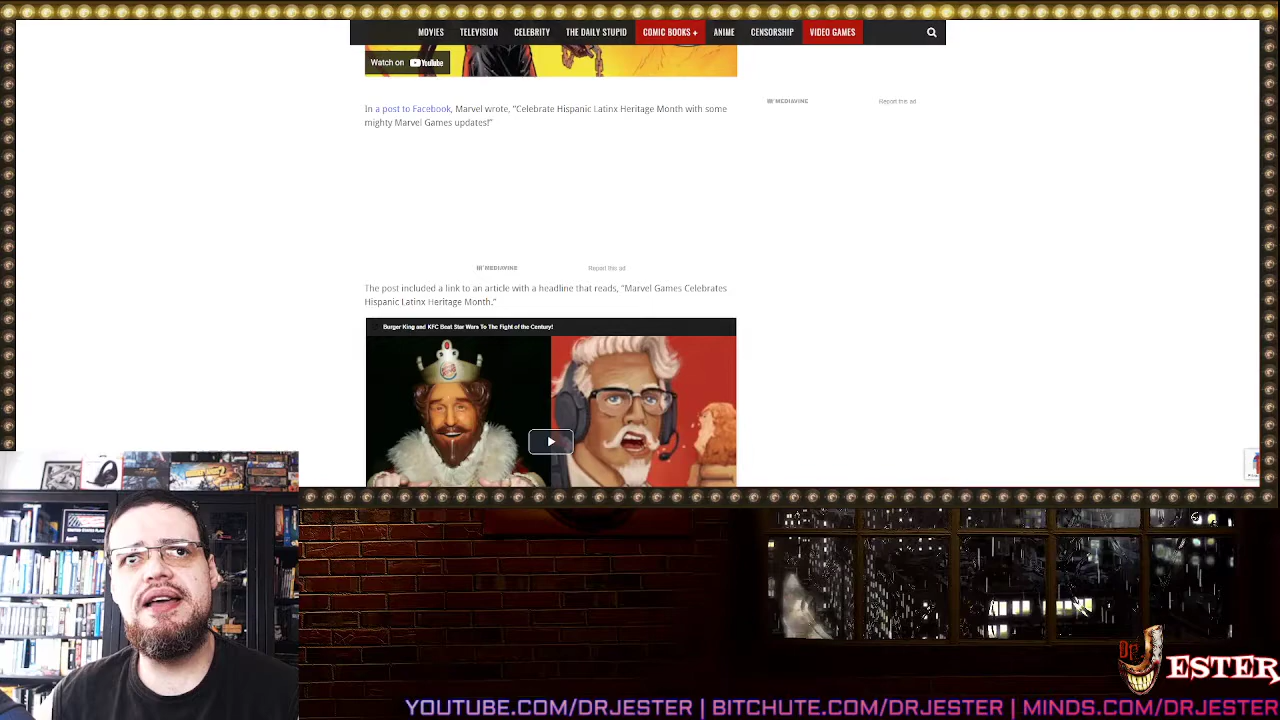 MOVIES TELEVISION CELEBRITY THE DAILY STUPID COMIC BOOKS + ANIME CENSORSHIP VIDEO GAMES
Watch on YouTube
MEDIAVINE Report this ad
In a post to Facebook, Marvel wrote, “Celebrate Hispanic Latinx Heritage Month with some
mighty Marvel Games updates!”
MEDIAVINE Report this ad
The post included a link to an article with a headline that reads, “Marvel Games Celebrates
Hispanic Latinx Heritage Month.”
Burger King and KFC Beat Star Wars To The Fight of the Century!
DR JESTER
YOUTUBE.COM/DRJESTER | BITCHUTE.COM/DRJESTER | MINDS.COM/DRJESTER